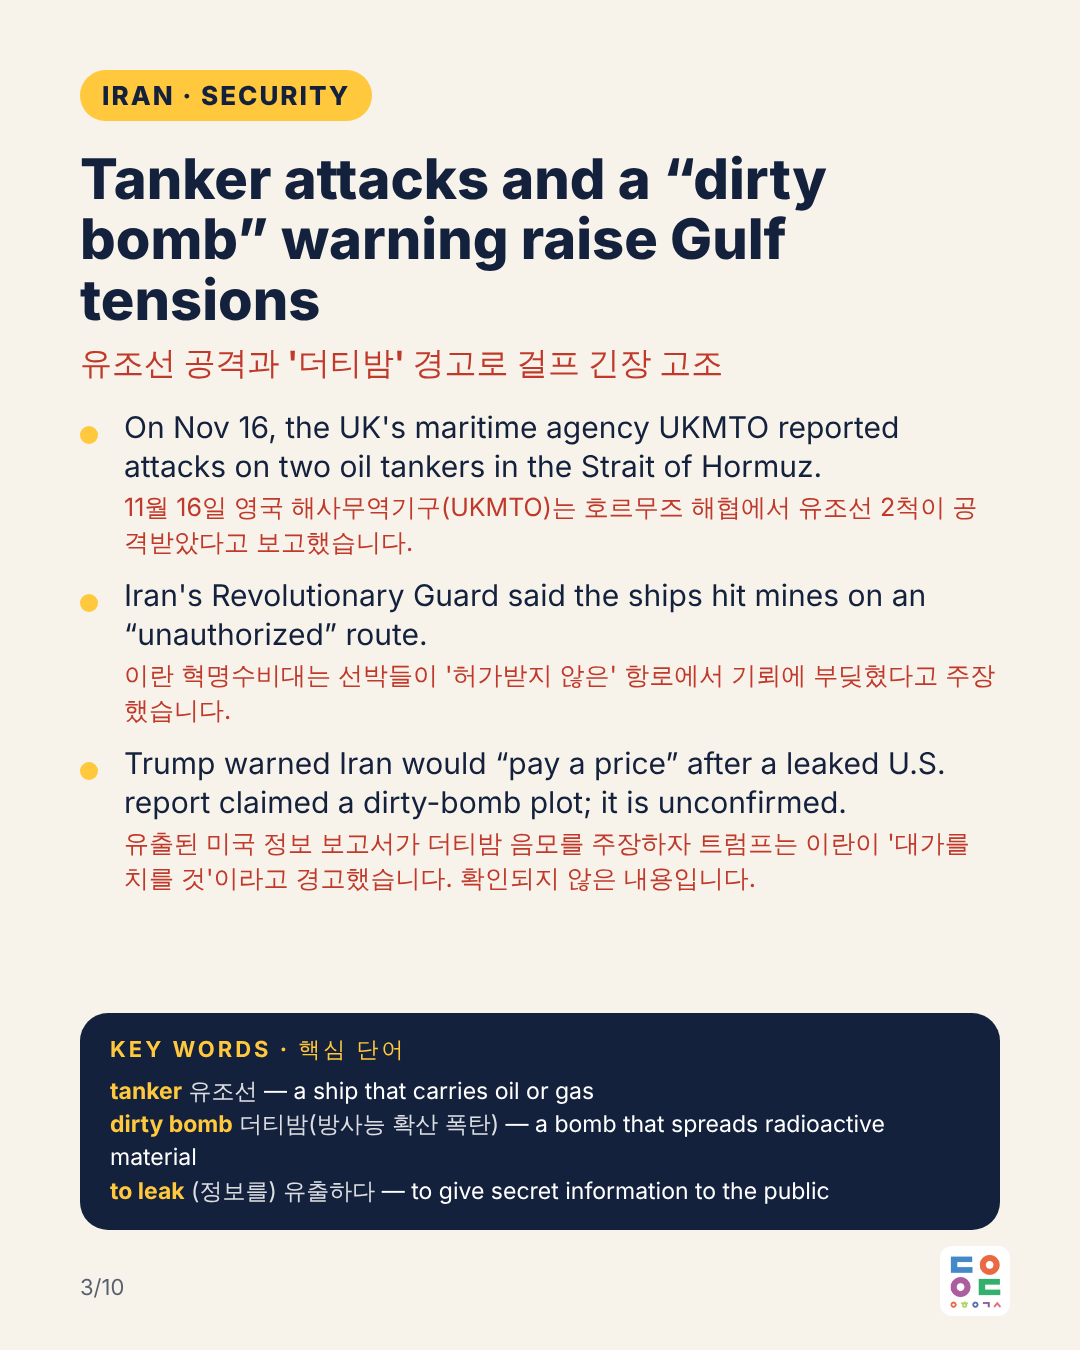 IRAN · SECURITY
Tanker attacks and a “dirty
bomb” warning raise Gulf
tensions
유조선 공격과 '더티밤' 경고로 걸프 긴장 고조
On Nov 16, the UK's maritime agency UKMTO reported
attacks on two oil tankers in the Strait of Hormuz.
11월 16일 영국 해사무역기구(UKMTO)는 호르무즈 해협에서 유조선 2척이 공
격받았다고 보고했습니다.
Iran's Revolutionary Guard said the ships hit mines on an
“unauthorized” route.
이란 혁명수비대는 선박들이 '허가받지 않은' 항로에서 기뢰에 부딪혔다고 주장
했습니다.
Trump warned Iran would “pay a price” after a leaked U.S.
report claimed a dirty-bomb plot; it is unconfirmed.
유출된 미국 정보 보고서가 더티밤 음모를 주장하자 트럼프는 이란이 '대가를
치를 것'이라고 경고했습니다. 확인되지 않은 내용입니다.
KEY WORDS · 핵심 단어
tanker 유조선 — a ship that carries oil or gas
dirty bomb 더티밤(방사능 확산 폭탄) — a bomb that spreads radioactive
material
to leak (정보를) 유출하다 — to give secret information to the public
3/10